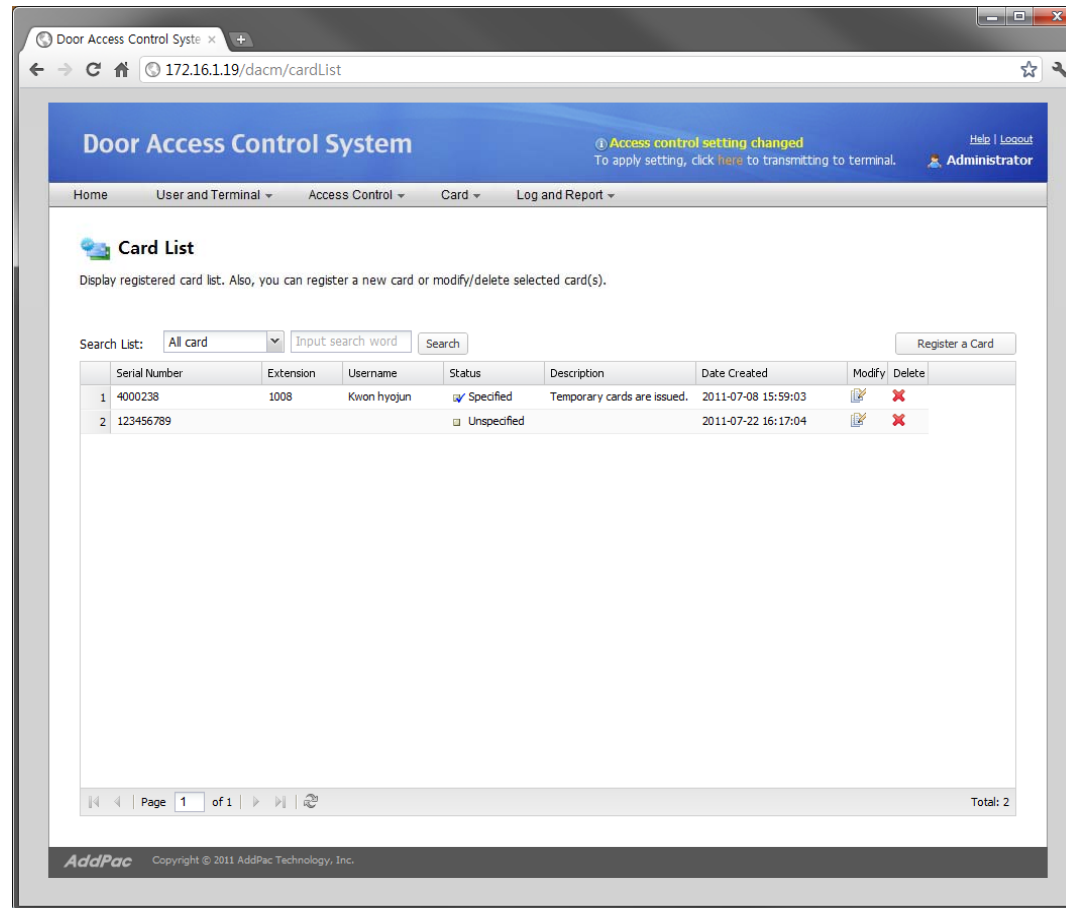 Door Access Control Syste
172.16.1.19/dacm/cardList
Door Access Control System
Access control setting changed
To apply setting, click here to transmitting to terminal.
Help | Logout
Administrator
Home User and Terminal Access Control Card Log and Report
Card List
Display registered card list. Also, you can register a new card or modify/delete selected card(s).
Search List: All card Input search word Search Register a Card
Serial Number Extension Username Status Description Date Created Modify Delete
1 4000238 1008 Kwon hyojun Specified Temporary cards are issued. 2011-07-08 15:59:03
2 123456789 Unspecified 2011-07-22 16:17:04
Page 1 of 1 Total: 2
AddPac Copyright © 2011 AddPac Technology, Inc.